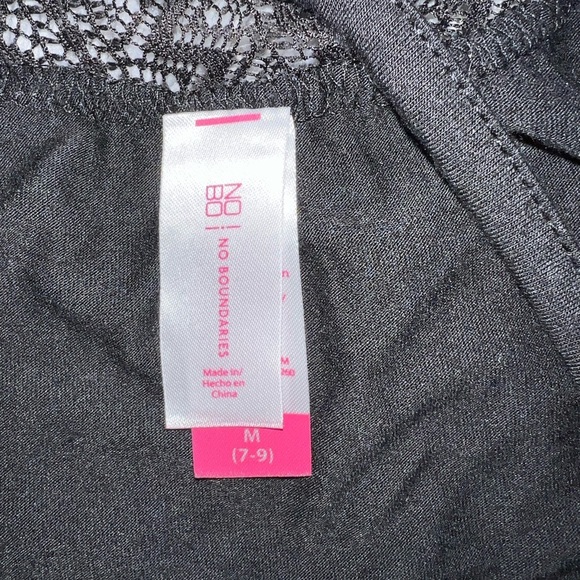 NO
BO
NO BOUNDARIES
Made in/
Hecho en
China
M
(7-9)